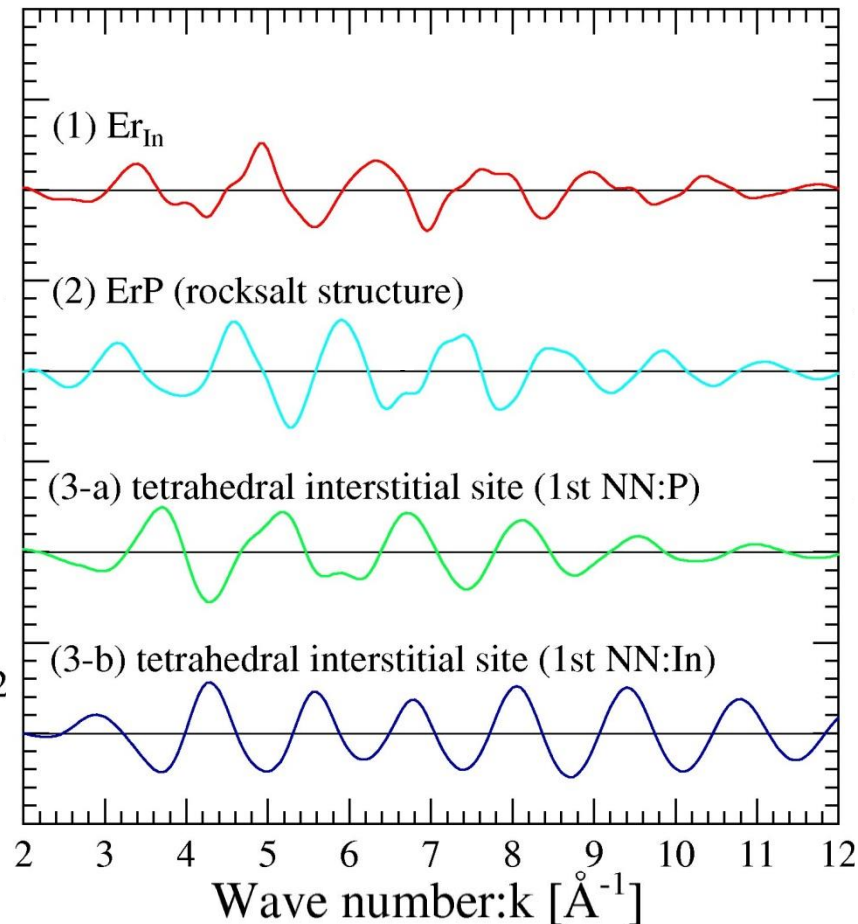 (1) Er_In
(2) ErP (rocksalt structure)
(3-a) tetrahedral interstitial site (1st NN:P)
(3-b) tetrahedral interstitial site (1st NN:In)
2
2 3 4 5 6 7 8 9 10 11 12
Wave number:k [Å⁻¹]